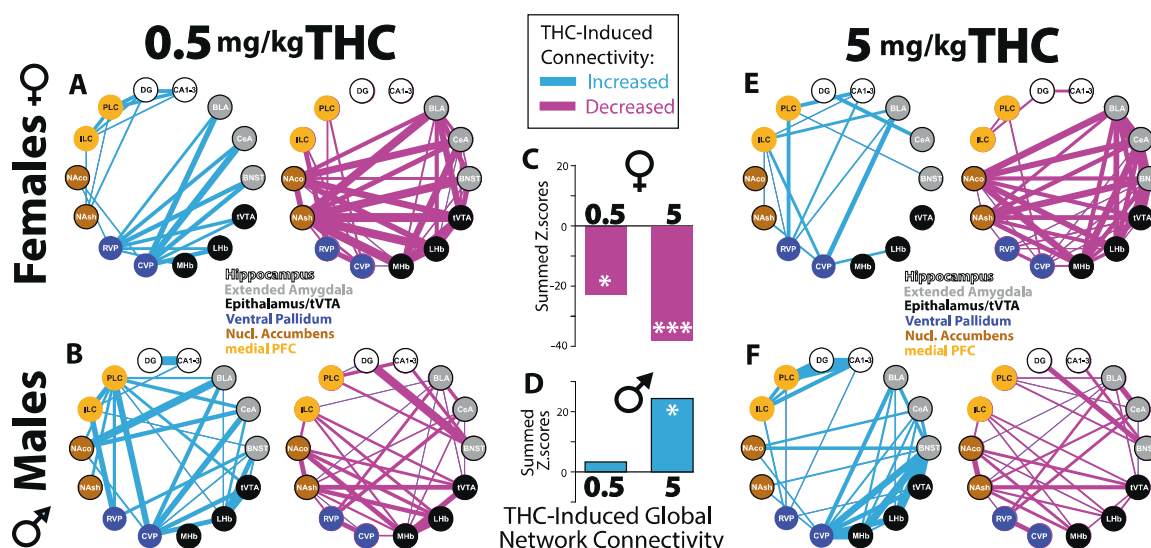 0.5 mg/kg THC
THC-Induced
Connectivity:
Increased
Decreased
5 mg/kg THC
Females ♀
A
DG
CA1-3
PLC
BLA
ILC
CeA
NAco
BNST
NAsh
tVTA
RVP
LHb
CVP
MHb
DG
CA1-3
PLC
BLA
ILC
CeA
NAco
BNST
NAsh
tVTA
RVP
LHb
CVP
MHb
Hippocampus
Extended Amygdala
Epithalamus/tVTA
Ventral Pallidum
Nucl. Accumbens
medial PFC
C
♀
Summed Z.scores
20
0
-20
-40
0.5
5
*
***
E
DG
CA1-3
PLC
BLA
ILC
CeA
NAco
BNST
NAsh
tVTA
RVP
LHb
CVP
MHb
DG
CA1-3
PLC
BLA
ILC
CeA
NAco
BNST
NAsh
tVTA
RVP
LHb
CVP
MHb
Hippocampus
Extended Amygdala
Epithalamus/tVTA
Ventral Pallidum
Nucl. Accumbens
medial PFC
Males ♂
B
DG
CA1-3
PLC
BLA
ILC
CeA
NAco
BNST
NAsh
tVTA
RVP
LHb
CVP
MHb
DG
CA1-3
PLC
BLA
ILC
CeA
NAco
BNST
NAsh
tVTA
RVP
LHb
CVP
MHb
D
♂
Summed
Z.scores
20
0
*
0.5
5
THC-Induced Global
Network Connectivity
F
DG
CA1-3
PLC
BLA
ILC
CeA
NAco
BNST
NAsh
tVTA
RVP
LHb
CVP
MHb
DG
CA1-3
PLC
BLA
ILC
CeA
NAco
BNST
NAsh
tVTA
RVP
LHb
CVP
MHb